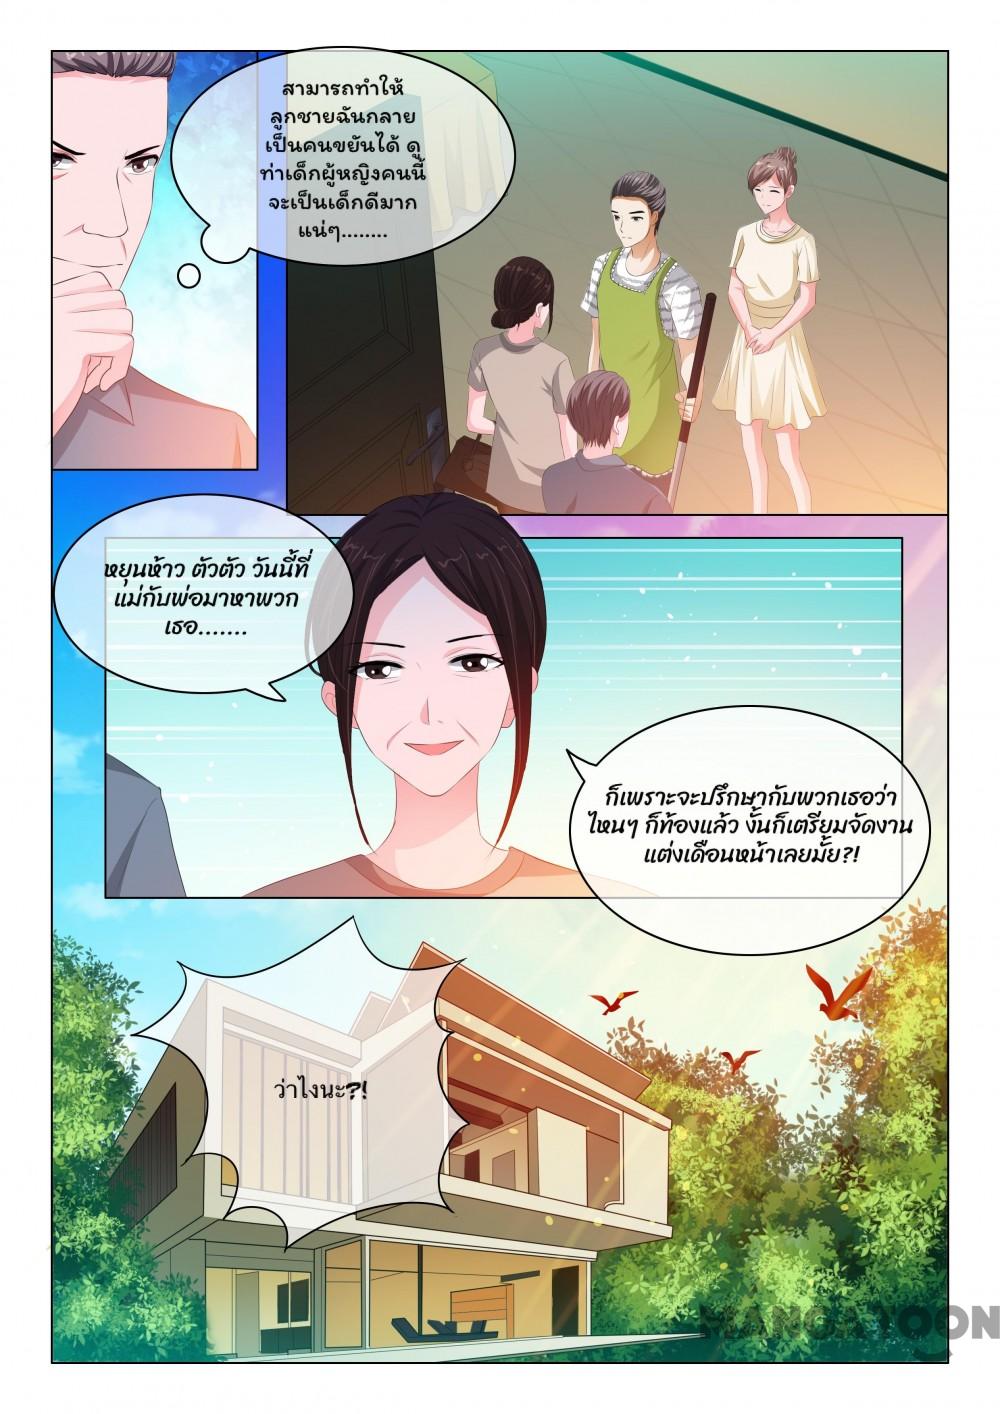 สามารถทำให้
ลูกชายฉันกลาย
เป็นคนขยันได้ ดู
ท่าเด็กผู้หญิงคนนี้
จะเป็นเด็กดีมาก
แน่ๆ........
หยุนห้าว ตัวตัว วันนี้ที่
แม่กับพ่อมาหาพวก
เธอ.......
ก็เพราะจะปรึกษากับพวกเธอว่า
ไหนๆ ก็ท้องแล้ว งั้นก็เตรียมจัดงาน
แต่งเดือนหน้าเลยมั้ย?!
ว่าไงนะ?!
MANGATOON